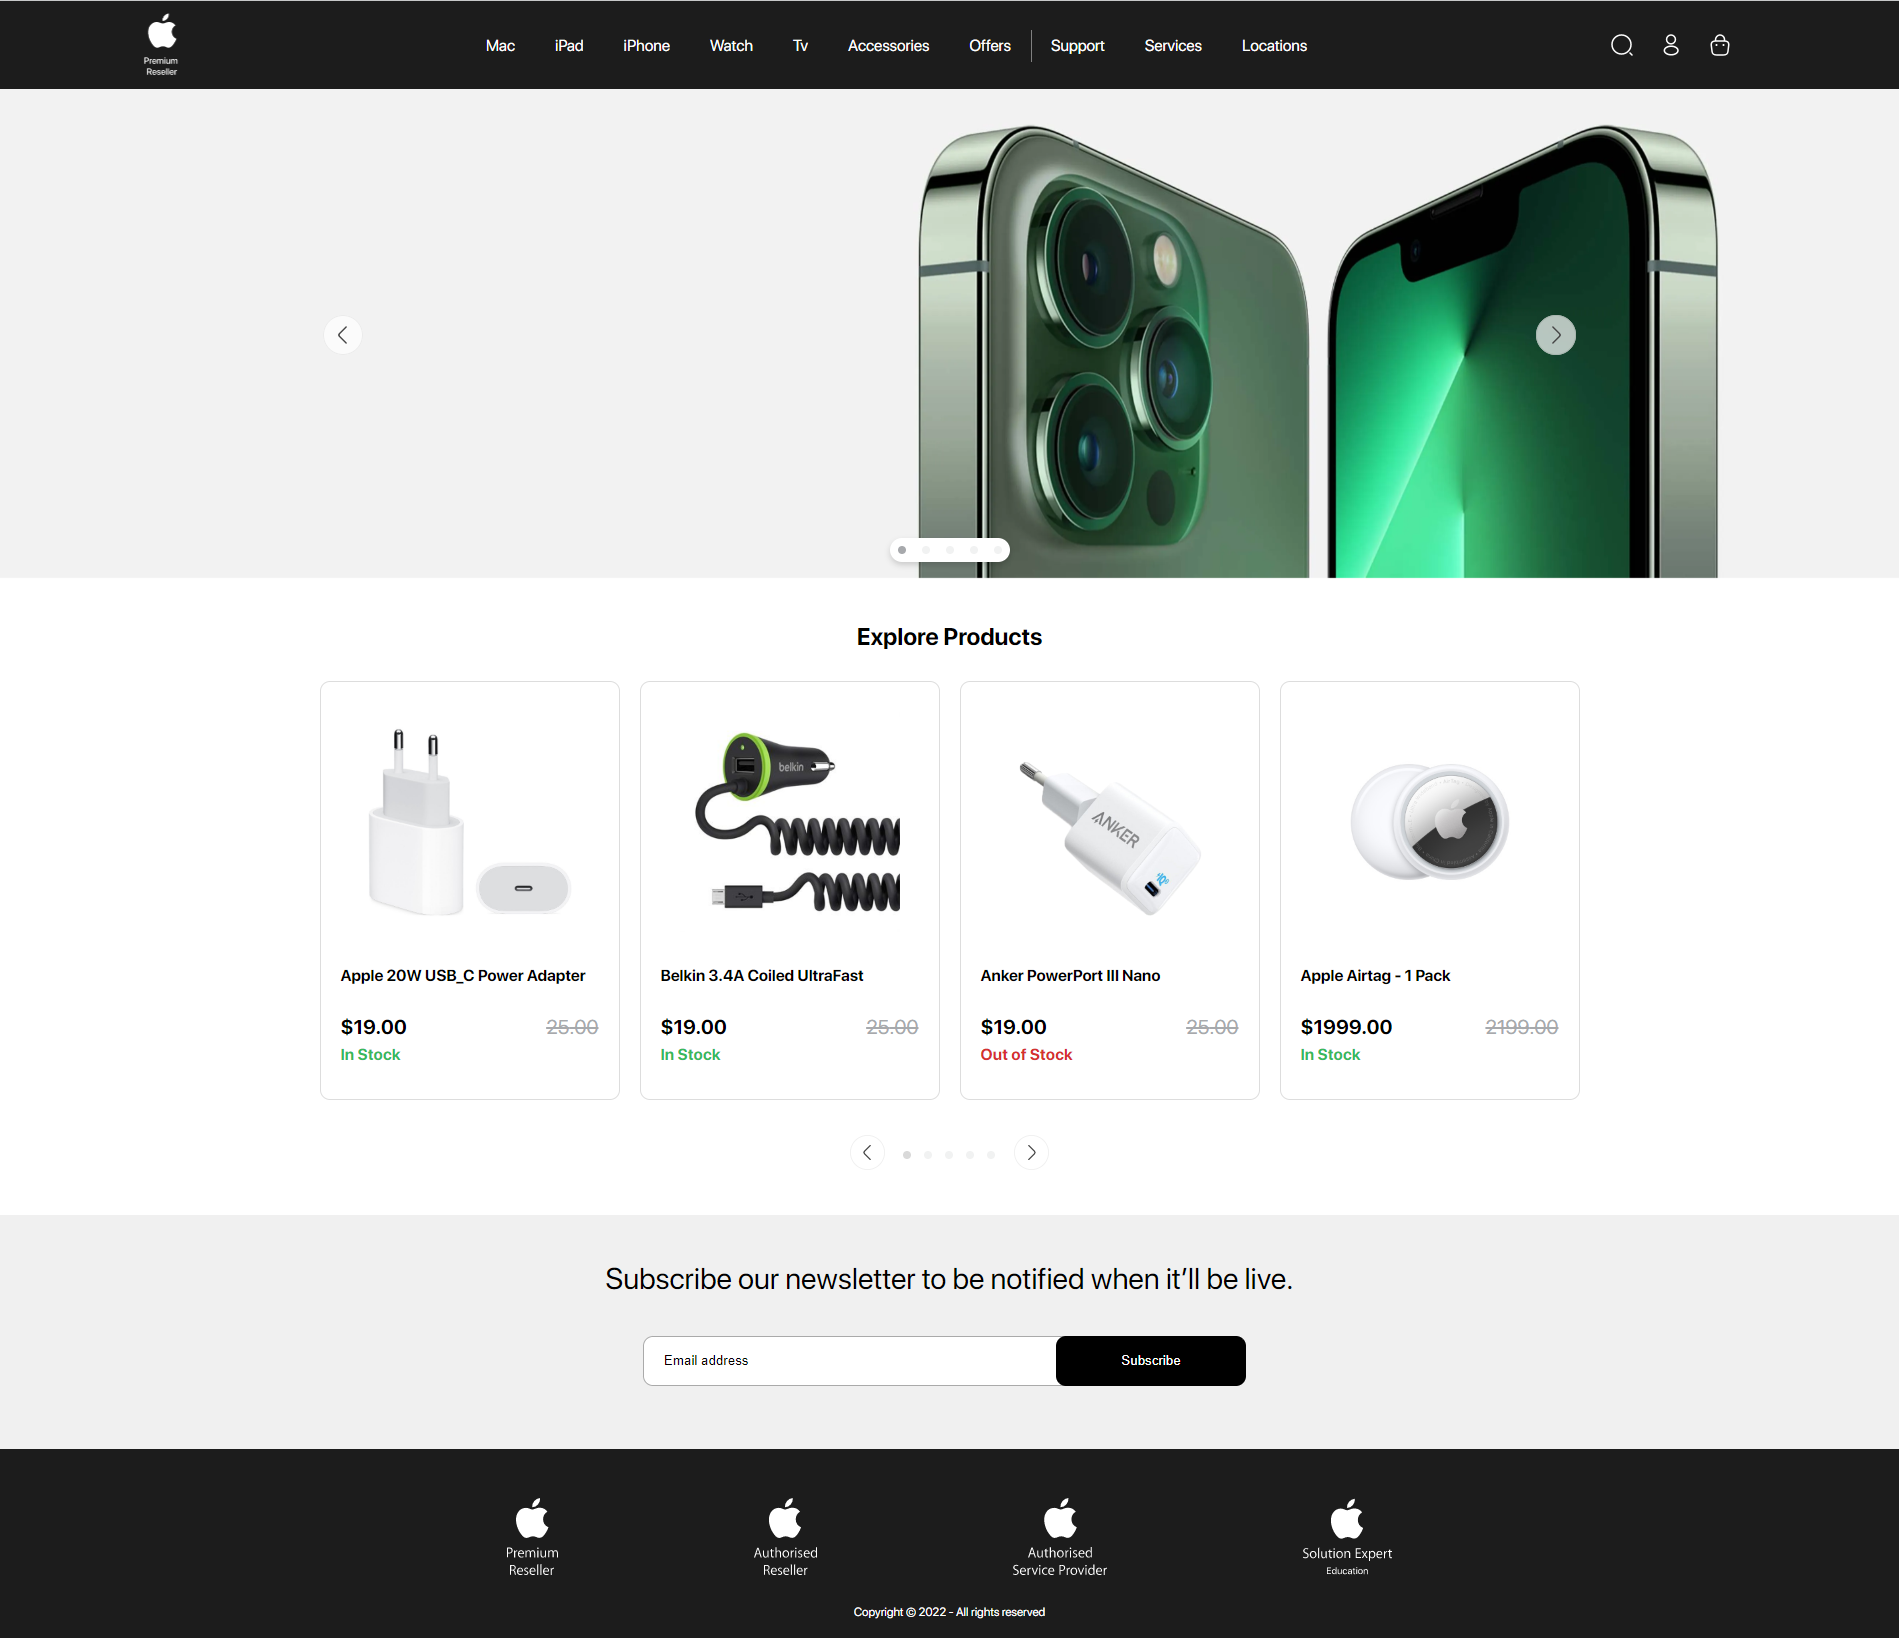 Premium
Reseller
Mac
iPad
iPhone
Watch
Tv
Accessories
Offers
Support
Services
Locations
Explore Products
belkin
ANKER
Apple 20W USB_C Power Adapter
$19.00 25.00
In Stock
Belkin 3.4A Coiled UltraFast
$19.00 25.00
In Stock
Anker PowerPort III Nano
$19.00 25.00
Out of Stock
Apple Airtag - 1 Pack
$1999.00 2199.00
In Stock
Subscribe our newsletter to be notified when it’ll be live.
Email address
Subscribe
Premium
Reseller
Authorised
Reseller
Authorised
Service Provider
Solution Expert
Education
Copyright © 2022 - All rights reserved